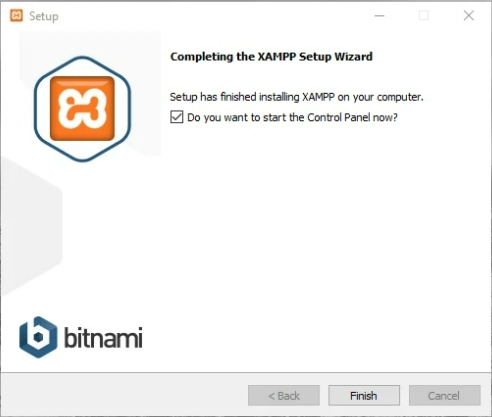 Setup
Completing the XAMPP Setup Wizard
Setup has finished installing XAMPP on your computer.
Do you want to start the Control Panel now?
bitnami
< Back
Finish
Cancel